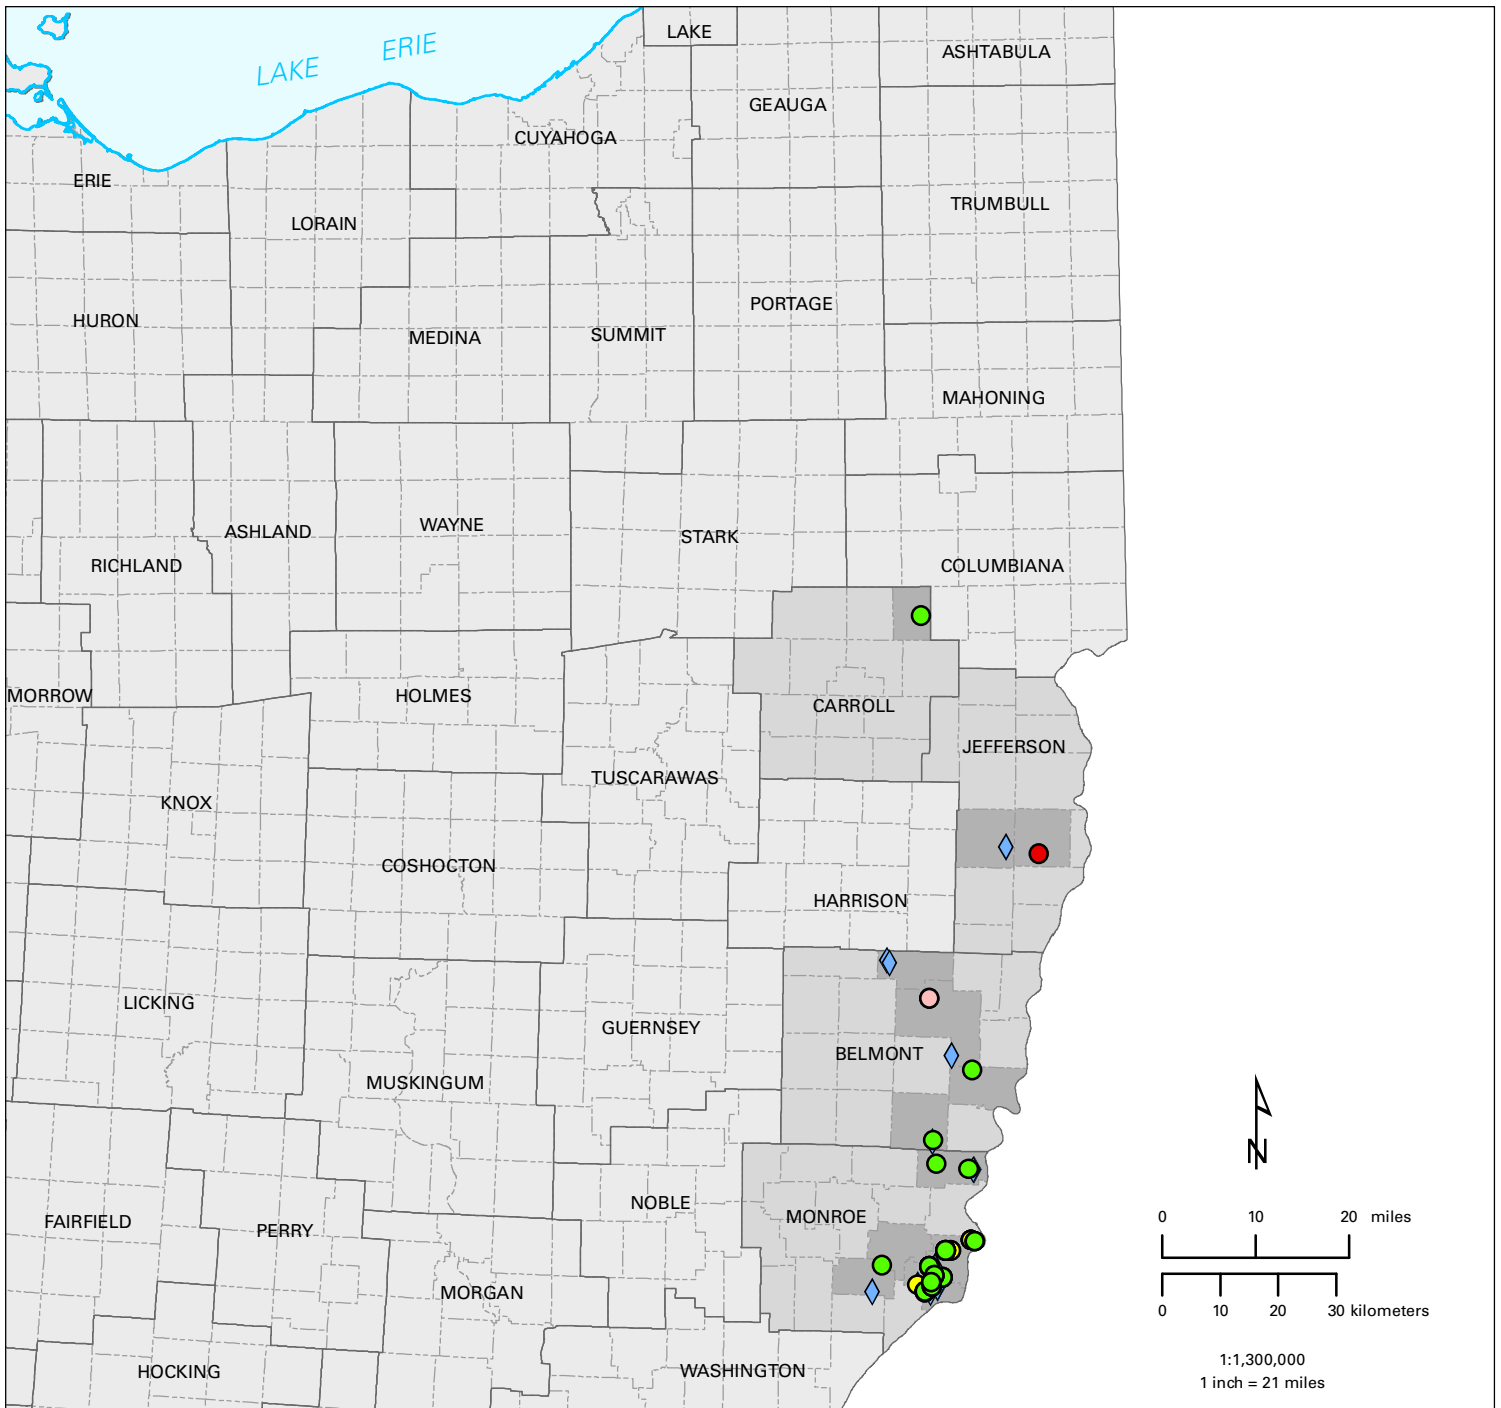 LAKE
ASHTABULA
LAKE ERIE
GEAUGA
CUYAHOGA
ERIE
TRUMBULL
LORAIN
PORTAGE
HURON
SUMMIT
MEDINA
MAHONING
WAYNE
ASHLAND
STARK
RICHLAND
COLUMBIANA
MORROW
HOLMES
CARROLL
JEFFERSON
TUSCARAWAS
KNOX
COSHOCTON
HARRISON
LICKING
GUERNSEY
BELMONT
MUSKINGUM
N
NOBLE
MONROE
FAIRFIELD
PERRY
0 10 20 miles
MORGAN
0 10 20 30 kilometers
1:1,300,000
HOCKING
WASHINGTON
1 inch = 21 miles